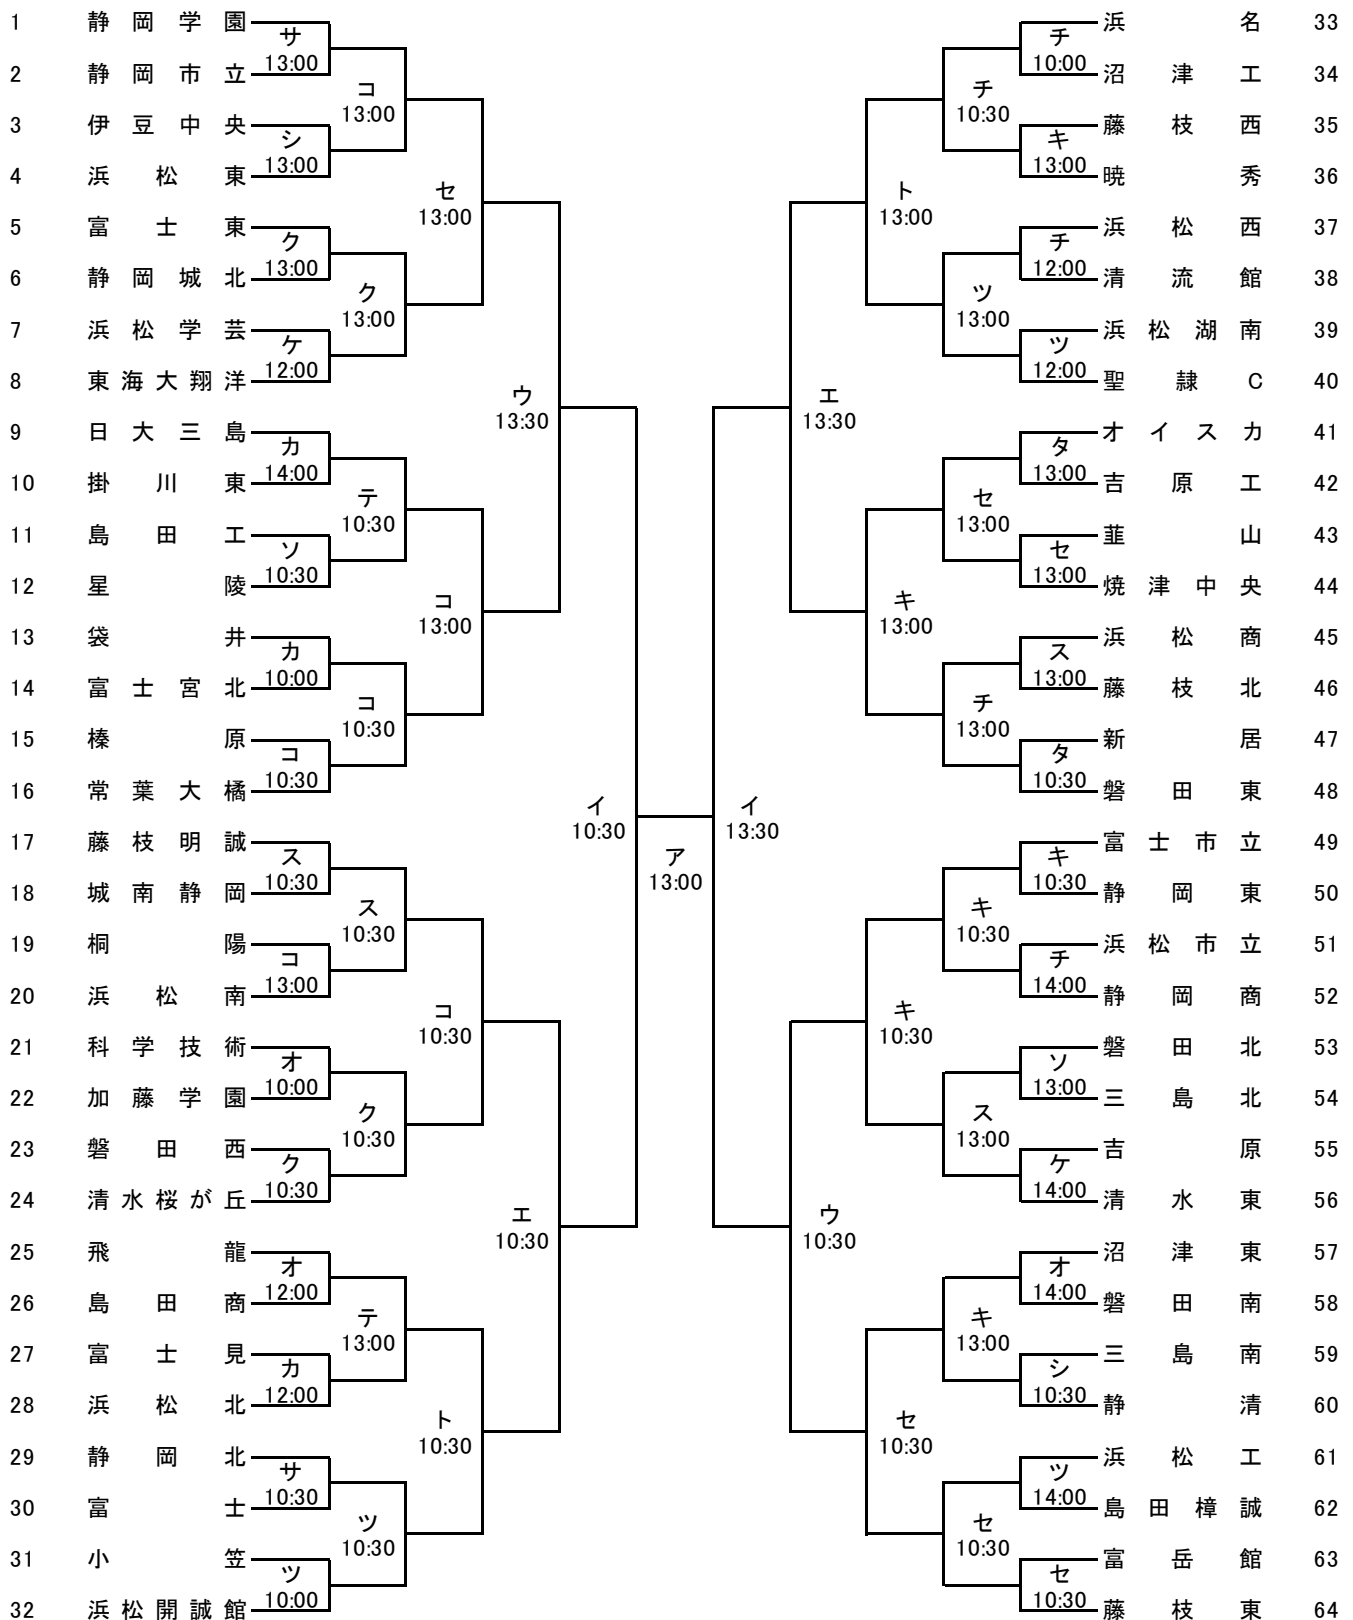 1 静岡学園
サ
13:00
2 静岡市立
コ
13:00
3 伊豆中央
シ
13:00
4 浜松東
セ
13:00
5 富士東
ク
13:00
6 静岡城北
ク
13:00
7 浜松学芸
ケ
12:00
8 東海大翔洋
ウ
13:30
9 日大三島
カ
14:00
10 掛川東
テ
10:30
11 島田工
ソ
10:30
12 星陵
コ
13:00
13 袋井
カ
10:00
14 富士宮北
コ
10:30
15 榛原
コ
10:30
16 常葉大橘
イ
10:30
17 藤枝明誠
ス
10:30
18 城南静岡
ス
10:30
19 桐陽
コ
13:00
20 浜松南
コ
10:30
21 科学技術
オ
10:00
22 加藤学園
ク
10:30
23 磐田西
ク
10:30
24 清水桜が丘
エ
10:30
25 飛龍
オ
12:00
26 島田商
テ
13:00
27 富士見
カ
12:00
28 浜松北
ト
10:30
29 静岡北
サ
10:30
30 富士
ツ
10:30
31 小笠
ツ
10:00
32 浜松開誠館
ア
13:00
浜名 33
チ
10:00
沼津工 34
チ
10:30
藤枝西 35
キ
13:00
暁秀 36
ト
13:00
浜松西 37
チ
12:00
清流館 38
ツ
13:00
浜松湖南 39
ツ
12:00
聖隷C 40
エ
13:30
オイスカ 41
タ
13:00
吉原工 42
セ
13:00
韮山 43
セ
13:00
焼津中央 44
キ
13:00
浜松商 45
ス
13:00
藤枝北 46
チ
13:00
新居 47
タ
10:30
磐田東 48
イ
13:30
富士市立 49
キ
10:30
静岡東 50
キ
10:30
浜松市立 51
チ
14:00
静岡商 52
キ
10:30
磐田北 53
ソ
13:00
三島北 54
ス
13:00
吉原 55
ケ
14:00
清水東 56
ウ
10:30
沼津東 57
オ
14:00
磐田南 58
キ
13:00
三島南 59
シ
10:30
静清 60
セ
10:30
浜松工 61
ツ
14:00
島田樟誠 62
セ
10:30
富岳館 63
セ
10:30
藤枝東 64